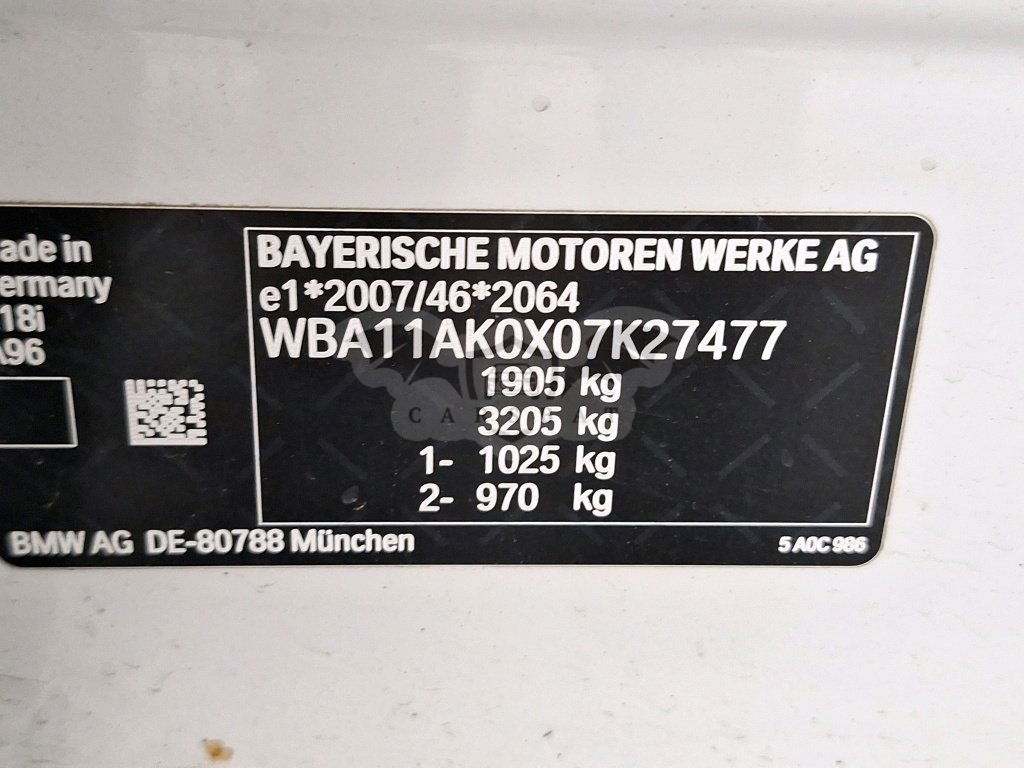 ade in
ermany
18i
A96
BAYERISCHE MOTOREN WERKE AG
e1*2007/46*2064
WBA11AK0X07K27477
1905 kg
3205 kg
1- 1025 kg
2- 970 kg
BMW AG DE-80788 München
5 A0C 986